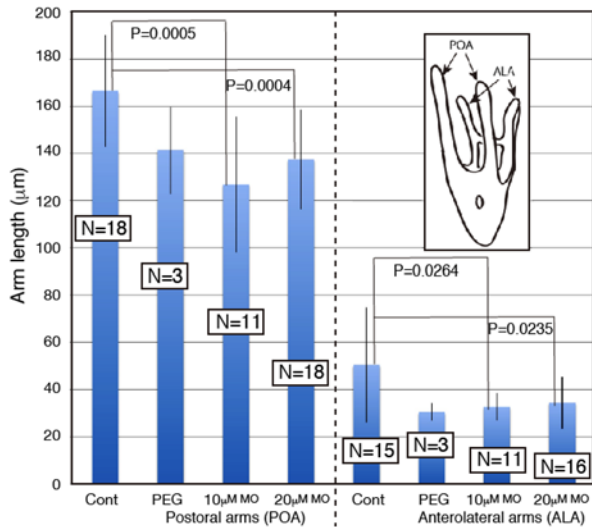 Arm length (μm)
200
180
160
140
120
100
80
60
40
20
0
P=0.0005
P=0.0004
N=18
N=3
N=11
N=18
POA
ALA
P=0.0264
P=0.0235
N=15
N=3
N=11
N=16
Cont PEG 10μM MO 20μM MO Cont PEG 10μM MO 20μM MO
Postoral arms (POA) Anterolateral arms (ALA)